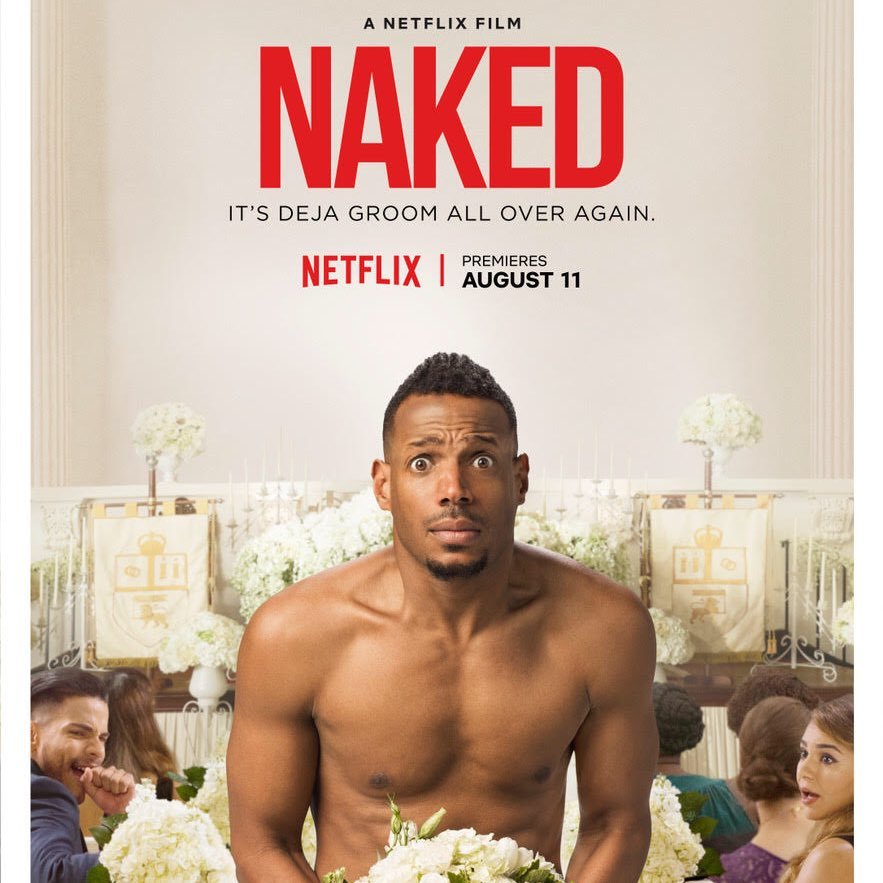 A NETFLIX FILM
NAKED
IT'S DEJA GROOM ALL OVER AGAIN.
NETFLIX | PREMIERES
AUGUST 11